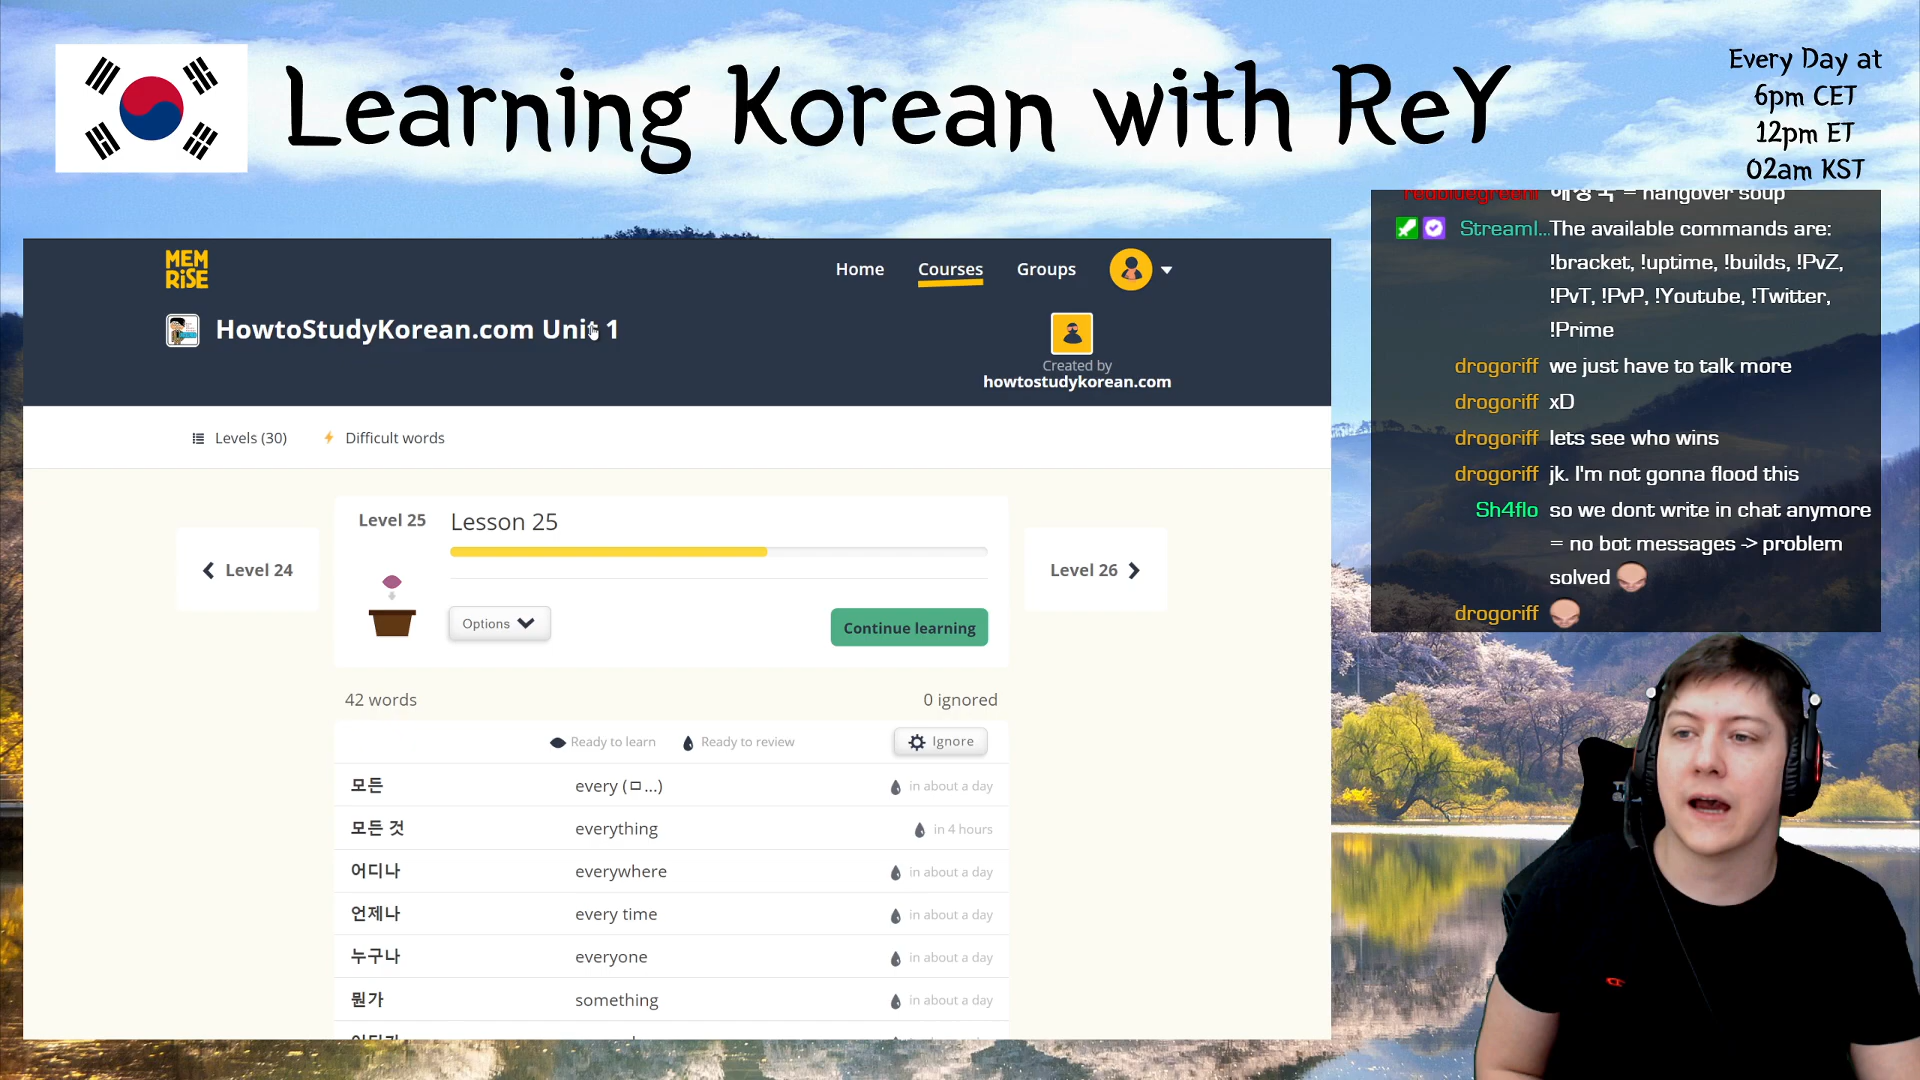 Learning Korean with ReY
Every Day at
6pm CET
12pm ET
02am KST
= hangover soup
Streaml...The available commands are:
!bracket, !uptime, !builds, !PvZ,
!PvT, !PvP, !Youtube, !Twitter,
!Prime
drogoriff we just have to talk more
drogoriff xD
drogoriff lets see who wins
drogoriff jk. I'm not gonna flood this
Sh4flo so we dont write in chat anymore
= no bot messages -> problem
solved
drogoriff
MEM
RiSE
Home Courses Groups
HowtoStudyKorean.com Unit 1
Created by
howtostudykorean.com
Levels (30) Difficult words
Level 24
Level 25 Lesson 25
Options
Continue learning
Level 26
42 words 0 ignored
Ready to learn Ready to review Ignore
모든 every (ㅁ...) in about a day
모든 것 everything in 4 hours
어디나 everywhere in about a day
언제나 every time in about a day
누구나 everyone in about a day
뭔가 something in about a day